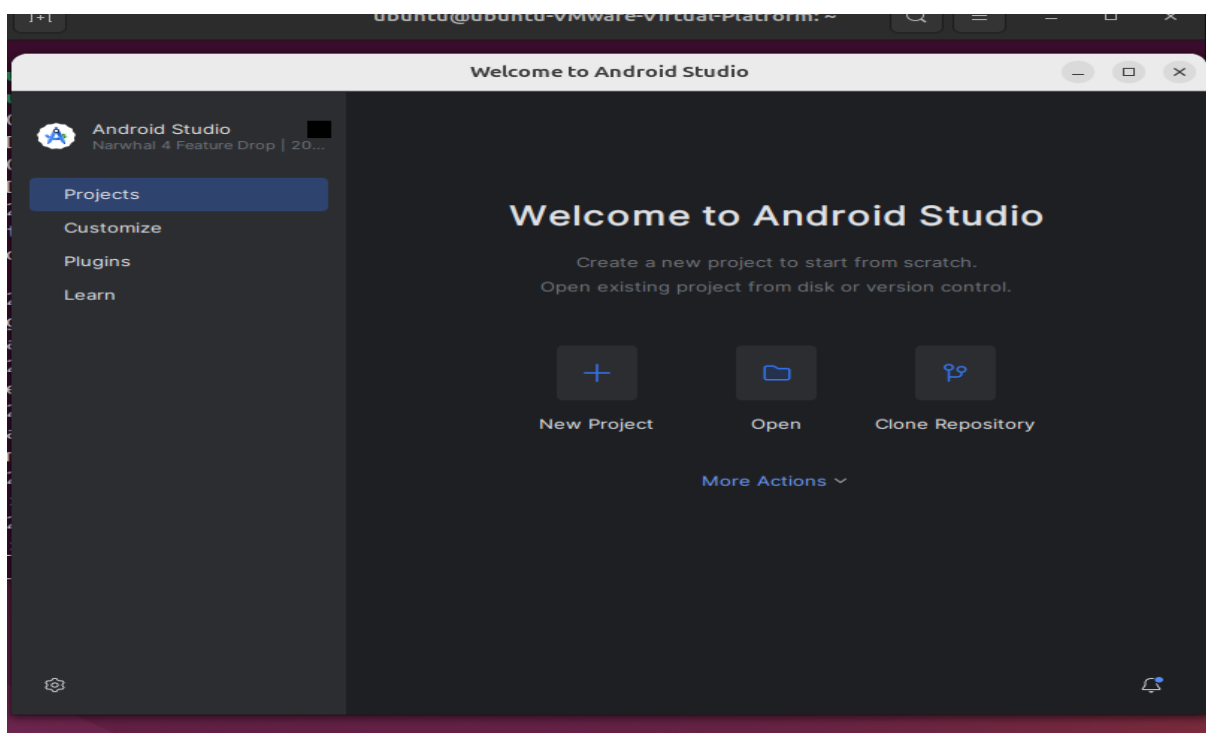 ubuntu@ubuntu-VMware-Virtual-Platform: ~
Welcome to Android Studio
Android Studio
Narwhal 4 Feature Drop | 20...
Projects
Customize
Plugins
Learn
Welcome to Android Studio
Create a new project to start from scratch.
Open existing project from disk or version control.
New Project
Open
Clone Repository
More Actions